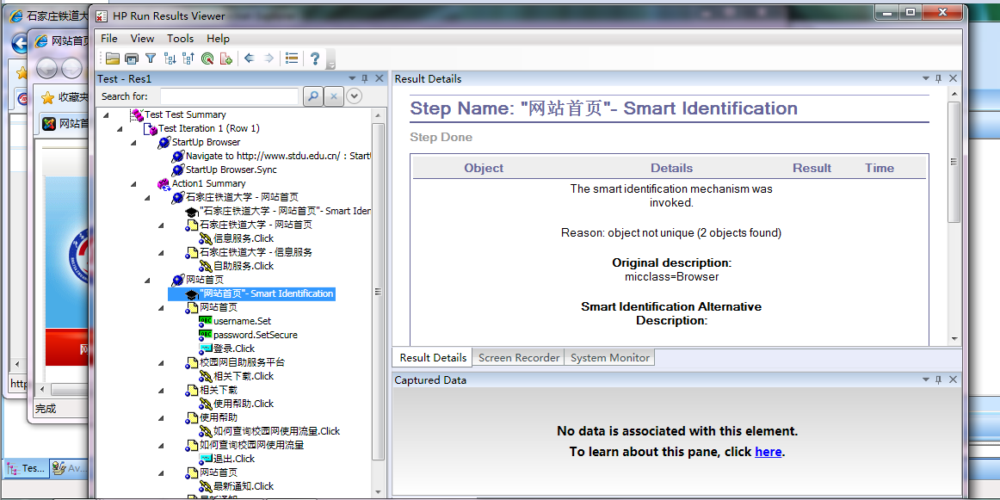 石家庄铁道大
网站首页
收藏夹
网站首
完成
Tes...
Av...
HP Run Results Viewer
File View Tools Help
Test - Res1
Search for:
Test Test Summary
Test Iteration 1 (Row 1)
StartUp Browser
Navigate to http://www.stdu.edu.cn/ : StartU
StartUp Browser.Sync
Action1 Summary
石家庄铁道大学 - 网站首页
"石家庄铁道大学 - 网站首页"- Smart Iden
石家庄铁道大学 - 网站首页
信息服务.Click
石家庄铁道大学 - 信息服务
自助服务.Click
网站首页
"网站首页"- Smart Identification
网站首页
username.Set
password.SetSecure
登录.Click
校园网自助服务平台
相关下载.Click
相关下载
使用帮助.Click
使用帮助
如何查询校园网使用流量.Click
如何查询校园网使用流量
退出.Click
网站首页
最新通知.Click
Result Details
Step Name: "网站首页"- Smart Identification
Step Done
Object Details Result Time
The smart identification mechanism was
invoked.
Reason: object not unique (2 objects found)
Original description:
micclass=Browser
Smart Identification Alternative
Description:
Result Details Screen Recorder System Monitor
Captured Data
No data is associated with this element.
To learn about this pane, click here.